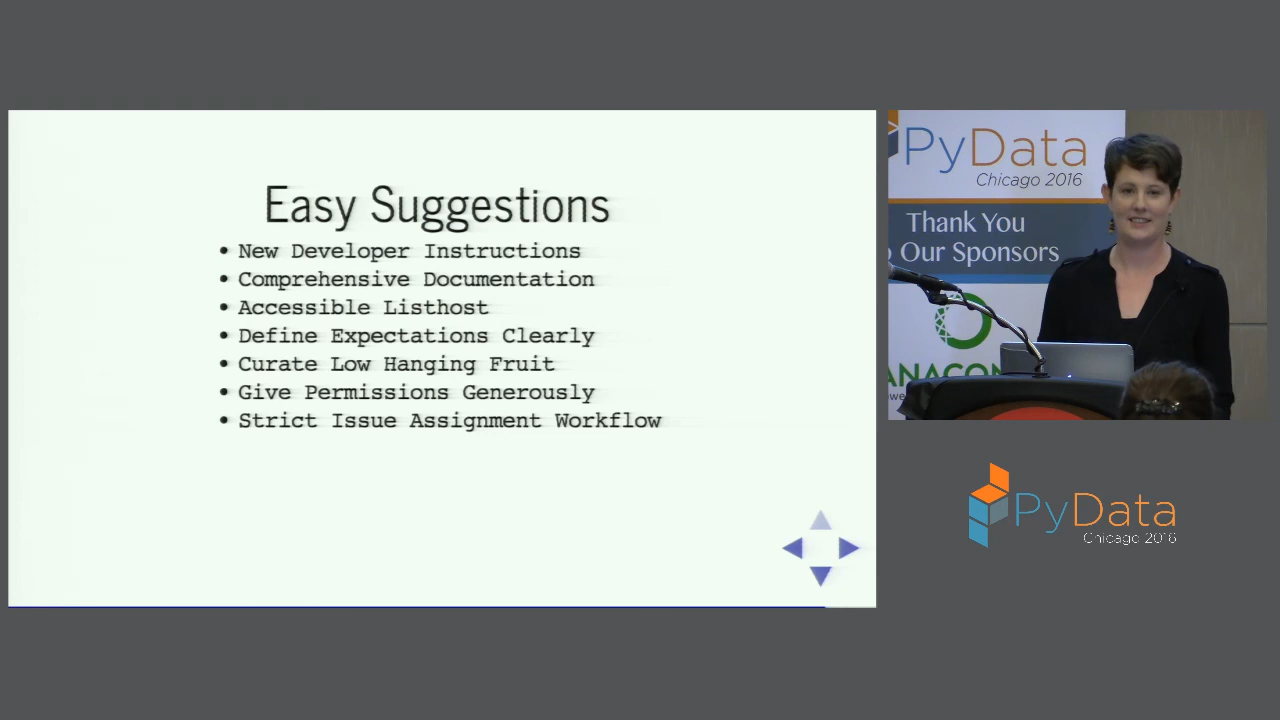 Easy Suggestions
• New Developer Instructions
• Comprehensive Documentation
• Accessible Listhost
• Define Expectations Clearly
• Curate Low Hanging Fruit
• Give Permissions Generously
• Strict Issue Assignment Workflow
PyData
Chicago 2016
Thank You
Our Sponsors
PyData
Chicago 2016